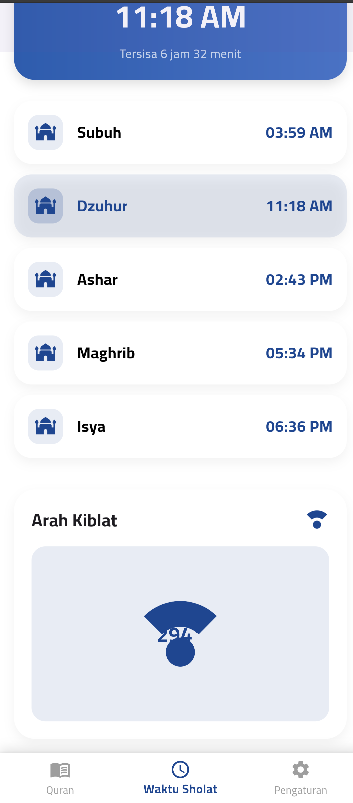 11:18 AM
Tersisa 6 jam 32 menit
Subuh 03:59 AM
Dzuhur 11:18 AM
Ashar 02:43 PM
Maghrib 05:34 PM
Isya 06:36 PM
Arah Kiblat
294
Quran Waktu Sholat Pengaturan